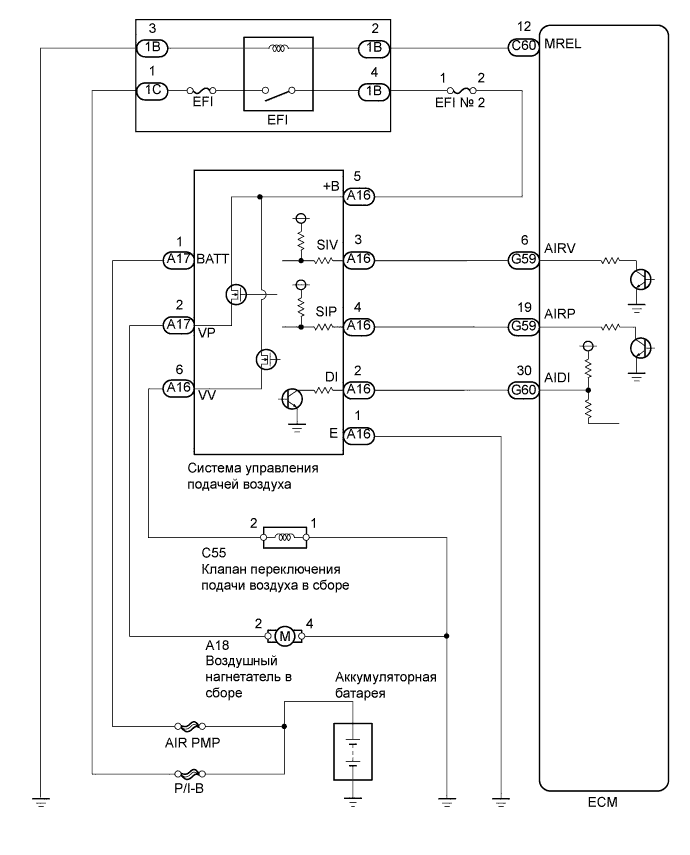 3
2
12
1B
1B
C60
MREL
1
4
1
2
1C
EFI
1B
EFI № 2
EFI
5
+B
A16
1
3
6
A17
BATT
SIV
A16
G59
AIRV
2
4
19
A17
VP
SIP
A16
G59
AIRP
6
2
30
A16
VV
DI
A16
G60
AIDI
1
E
A16
Система управления
подачей воздуха
2
1
C55
Клапан переключения
подачи воздуха в сборе
2
M
4
A18
Воздушный
нагнетатель в
сборе
Аккумуляторная
батарея
AIR PMP
P/I-B
ECM